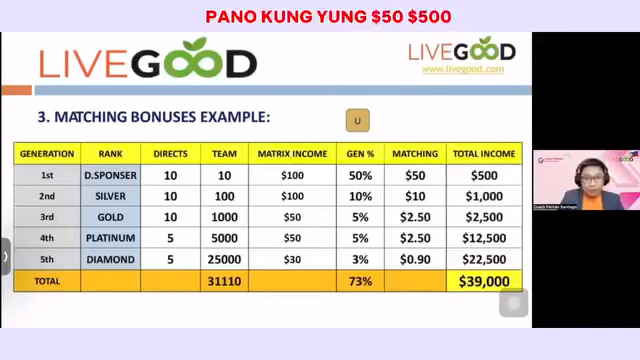 PANO KUNG YUNG $50 $500
LIVEGOOD
LIVEGOOD
www.livegood.com
3. MATCHING BONUSES EXAMPLE:
U
GENERATION RANK DIRECTS TEAM MATRIX INCOME GEN % MATCHING TOTAL INCOME
1st D.SPONSER 10 10 $100 50% $50 $500
2nd SILVER 10 100 $100 10% $10 $1,000
3rd GOLD 10 1000 $50 5% $2.50 $2,500
4th PLATINUM 5 5000 $50 5% $2.50 $12,500
5th DIAMOND 5 25000 $30 3% $0.90 $22,500
TOTAL 31110 73% $39,000